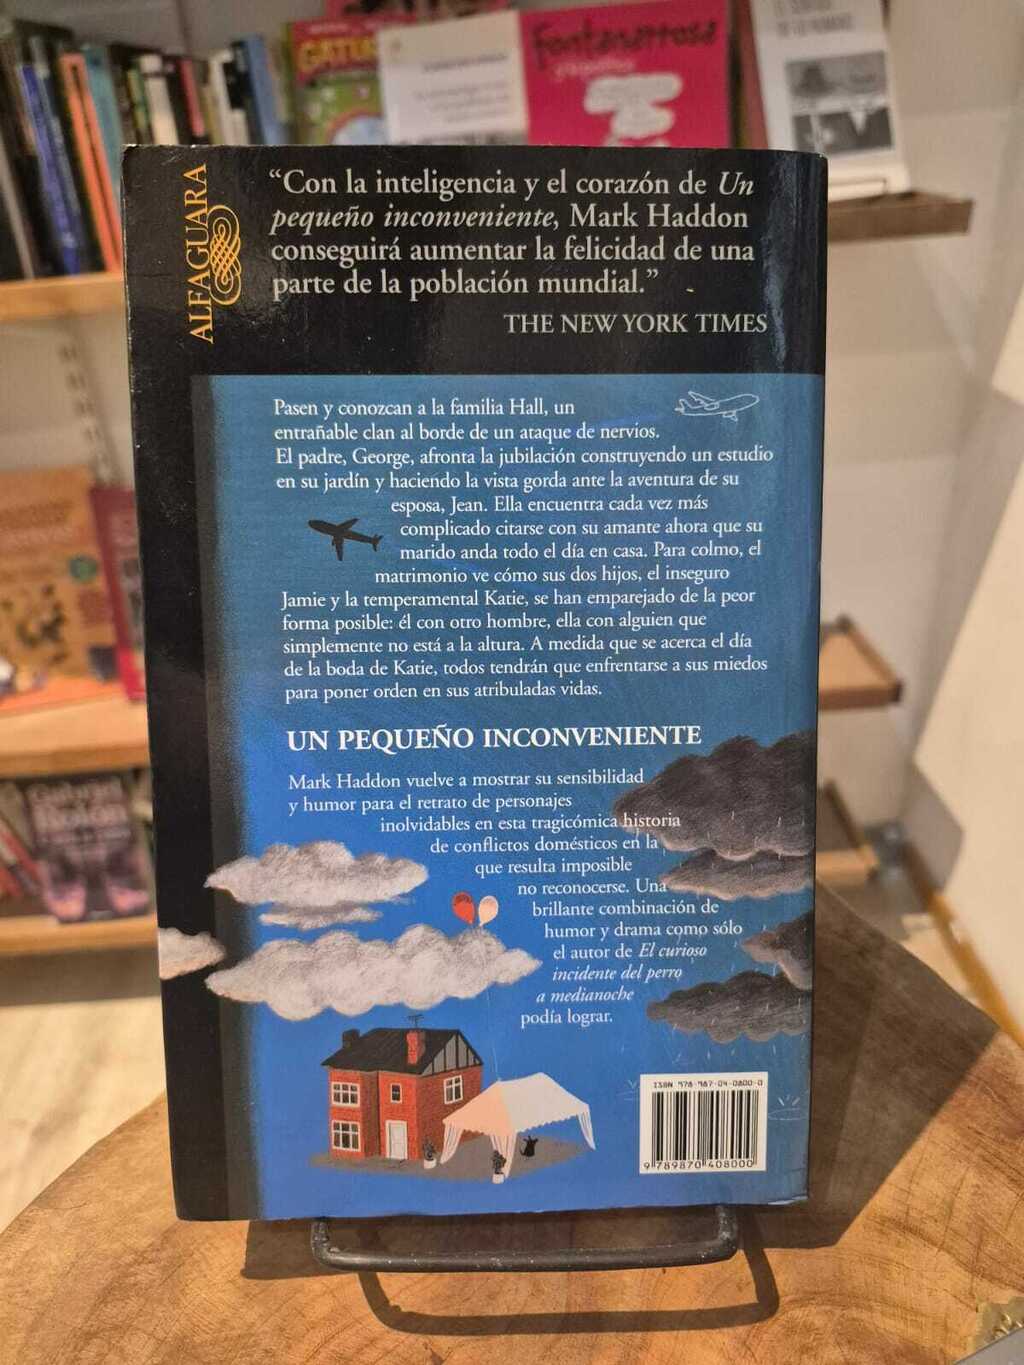 GATU
Fontanarrosa
ALFAGUARA
“Con la inteligencia y el corazón de Un
pequeño inconveniente, Mark Haddon
conseguirá aumentar la felicidad de una
parte de la población mundial.”
THE NEW YORK TIMES
Pasen y conozcan a la familia Hall, un
entrañable clan al borde de un ataque de nervios.
El padre, George, afronta la jubilación construyendo un estudio
en su jardín y haciendo la vista gorda ante la aventura de su
esposa, Jean. Ella encuentra cada vez más
complicado citarse con su amante ahora que su
marido anda todo el día en casa. Para colmo, el
matrimonio ve cómo sus dos hijos, el inseguro
Jamie y la temperamental Katie, se han emparejado de la peor
forma posible: él con otro hombre, ella con alguien que
simplemente no está a la altura. A medida que se acerca el día
de la boda de Katie, todos tendrán que enfrentarse a sus miedos
para poner orden en sus atribuladas vidas.
UN PEQUEÑO INCONVENIENTE
Mark Haddon vuelve a mostrar su sensibilidad
y humor para el retrato de personajes
inolvidables en esta tragicómica historia
de conflictos domésticos en la
que resulta imposible
no reconocerse. Una
brillante combinación de
humor y drama como sólo
el autor de El curioso
incidente del perro
a medianoche
podía lograr.
ISBN 978-987-04-0800-0
9 789870 408000